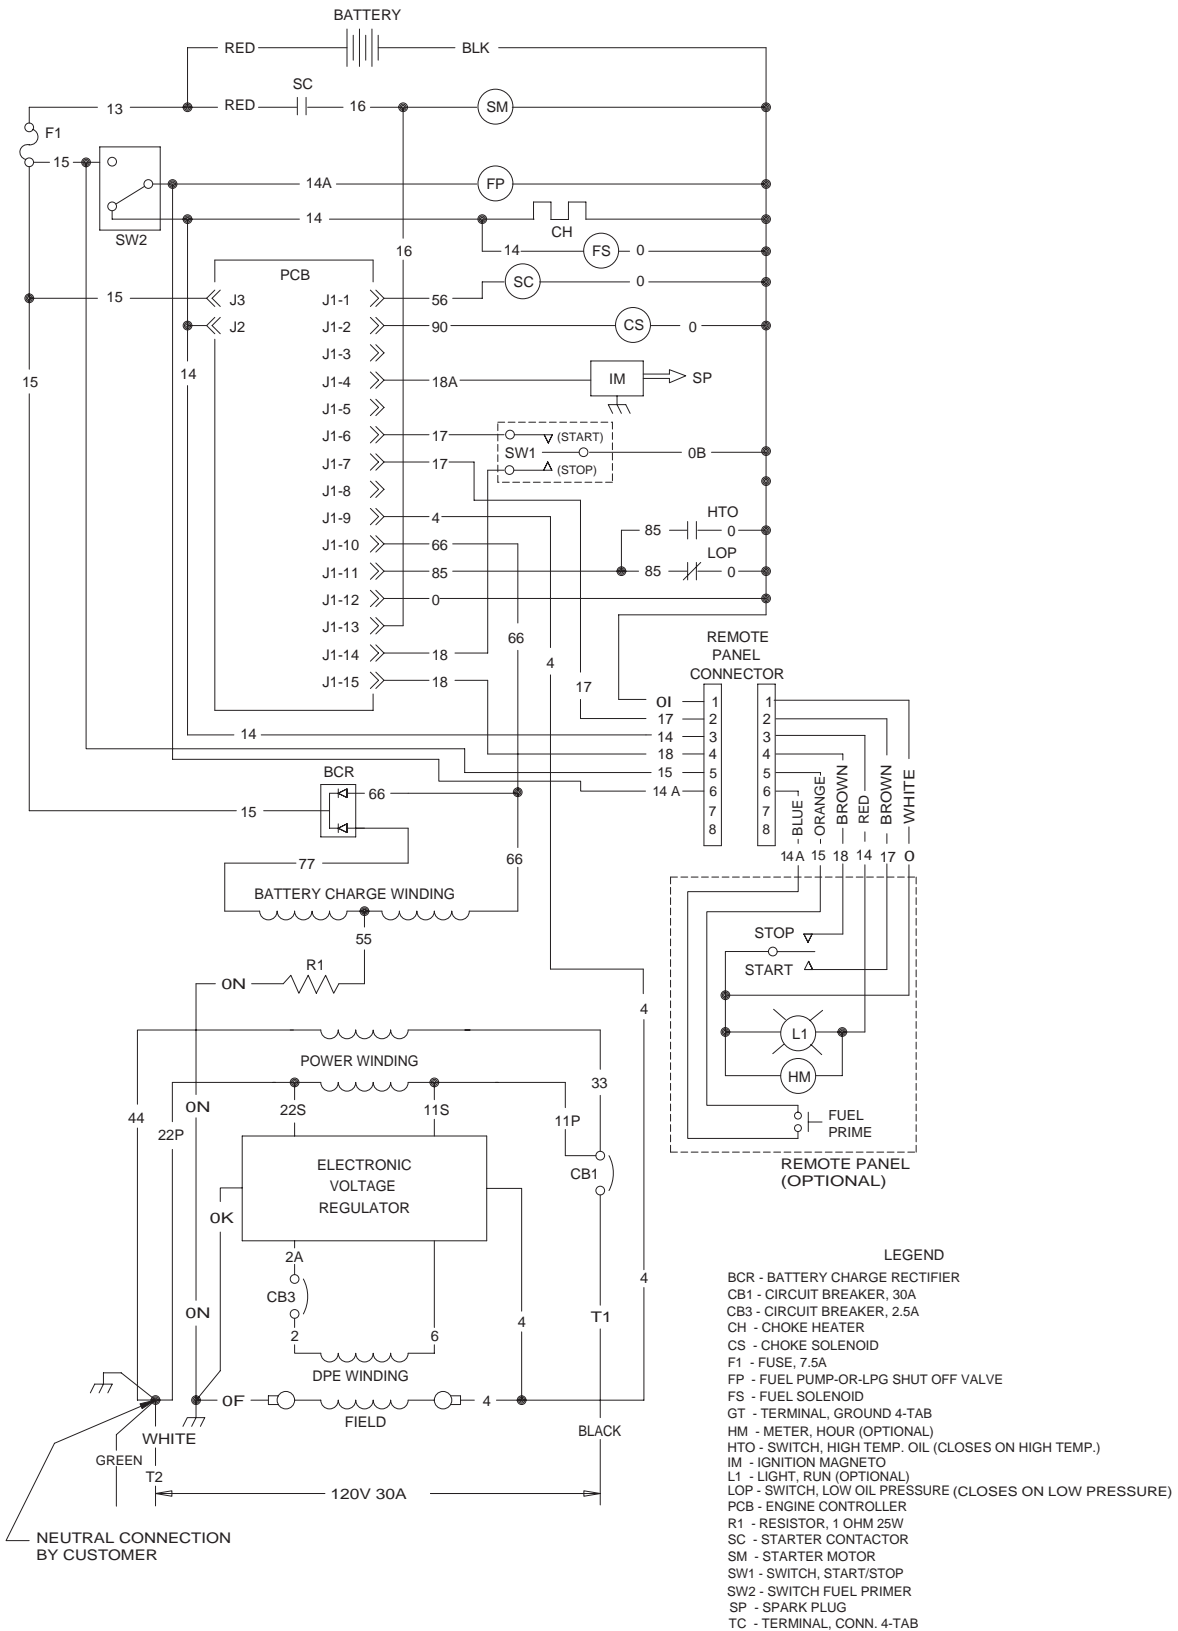 BATTERY
RED
BLK
SC
13
RED
16
SM
F1
15
14A
FP
14
CH
SW2
16
14
FS
0
PCB
15
J3
J1-1
56
SC
0
J2
J1-2
90
CS
0
J1-3
15
14
J1-4
18A
IM
SP
J1-5
J1-6
17
(START)
SW1
0B
J1-7
17
(STOP)
J1-8
HTO
J1-9
4
85
0
J1-10
66
LOP
J1-11
85
85
0
J1-12
0
J1-13
66
REMOTE
PANEL
CONNECTOR
J1-14
18
4
J1-15
18
17
0I
1
1
17
2
2
14
14
3
3
18
4
4
15
5
5
14 A
6
6
7
7
8
8
BCR
66
15
BLUE
ORANGE
BROWN
RED
BROWN
WHITE
14A
15
18
14
17
0
77
66
BATTERY CHARGE WINDING
55
STOP
START
R1
0N
4
L1
POWER WINDING
HM
33
44
0N
22S
11S
22P
11P
FUEL
PRIME
ELECTRONIC
VOLTAGE
REGULATOR
CB1
REMOTE PANEL
(OPTIONAL)
0K
2A
4
CB3
0N
2
6
4
T1
DPE WINDING
0F
4
FIELD
WHITE
BLACK
GREEN
T2
120V 30A
NEUTRAL CONNECTION
BY CUSTOMER
LEGEND
BCR - BATTERY CHARGE RECTIFIER
CB1 - CIRCUIT BREAKER, 30A
CB3 - CIRCUIT BREAKER, 2.5A
CH - CHOKE HEATER
CS - CHOKE SOLENOID
F1 - FUSE, 7.5A
FP - FUEL PUMP-OR-LPG SHUT OFF VALVE
FS - FUEL SOLENOID
GT - TERMINAL, GROUND 4-TAB
HM - METER, HOUR (OPTIONAL)
HTO - SWITCH, HIGH TEMP. OIL (CLOSES ON HIGH TEMP.)
IM - IGNITION MAGNETO
L1 - LIGHT, RUN (OPTIONAL)
LOP - SWITCH, LOW OIL PRESSURE (CLOSES ON LOW PRESSURE)
PCB - ENGINE CONTROLLER
R1 - RESISTOR, 1 OHM 25W
SC - STARTER CONTACTOR
SM - STARTER MOTOR
SW1 - SWITCH, START/STOP
SW2 - SWITCH FUEL PRIMER
SP - SPARK PLUG
TC - TERMINAL, CONN. 4-TAB